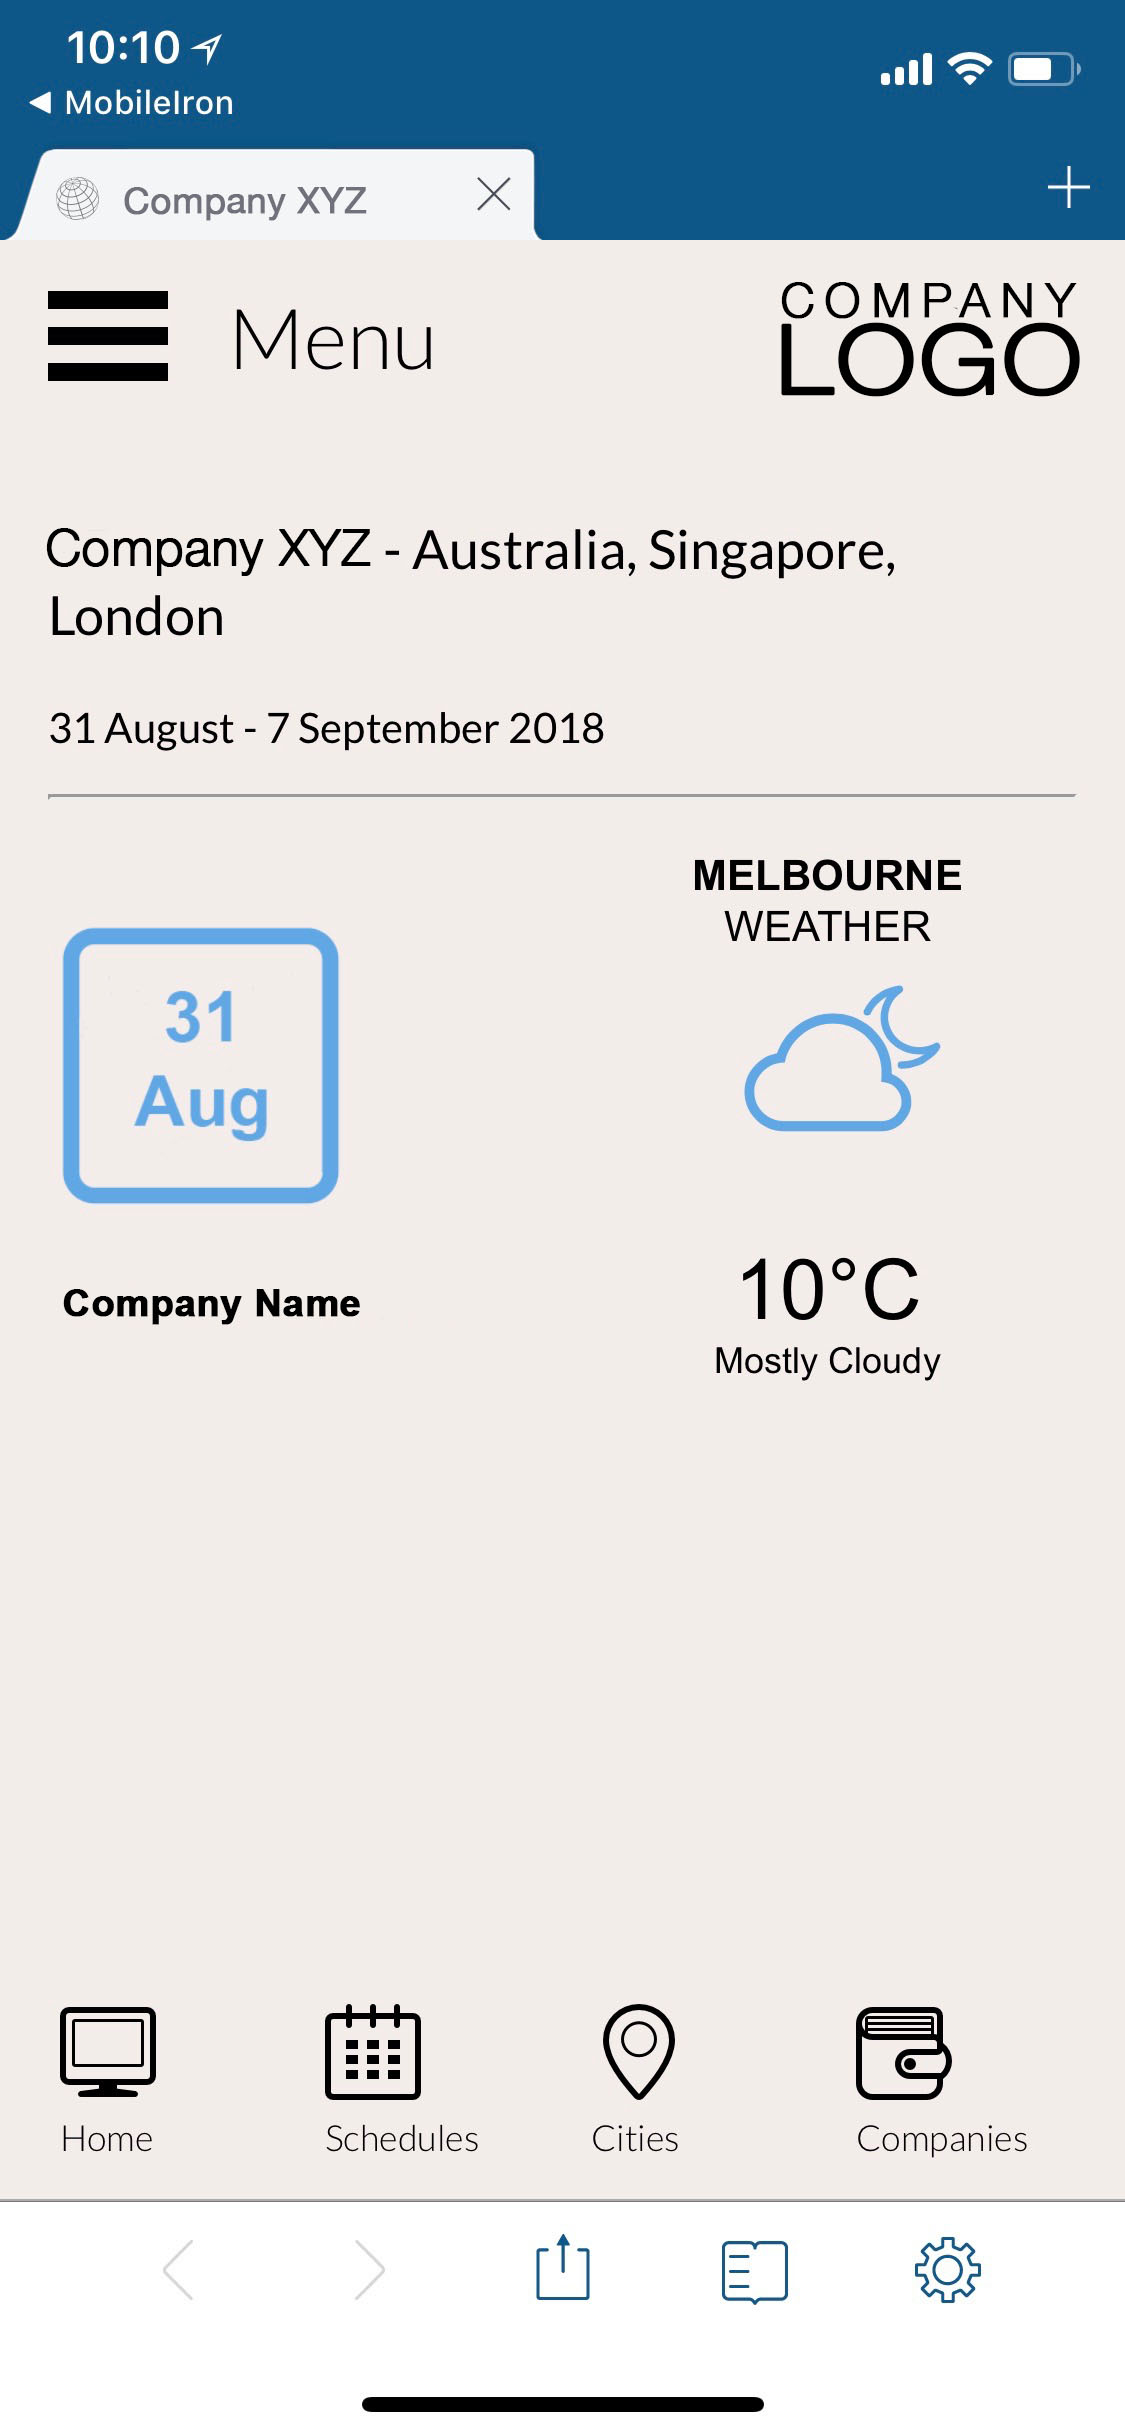 10:10
MobileIron
Company XYZ
Menu
COMPANY
LOGO
Company XYZ - Australia, Singapore,
London
31 August - 7 September 2018
MELBOURNE
WEATHER
31
Aug
10°C
Company Name
Mostly Cloudy
Home
Schedules
Cities
Companies